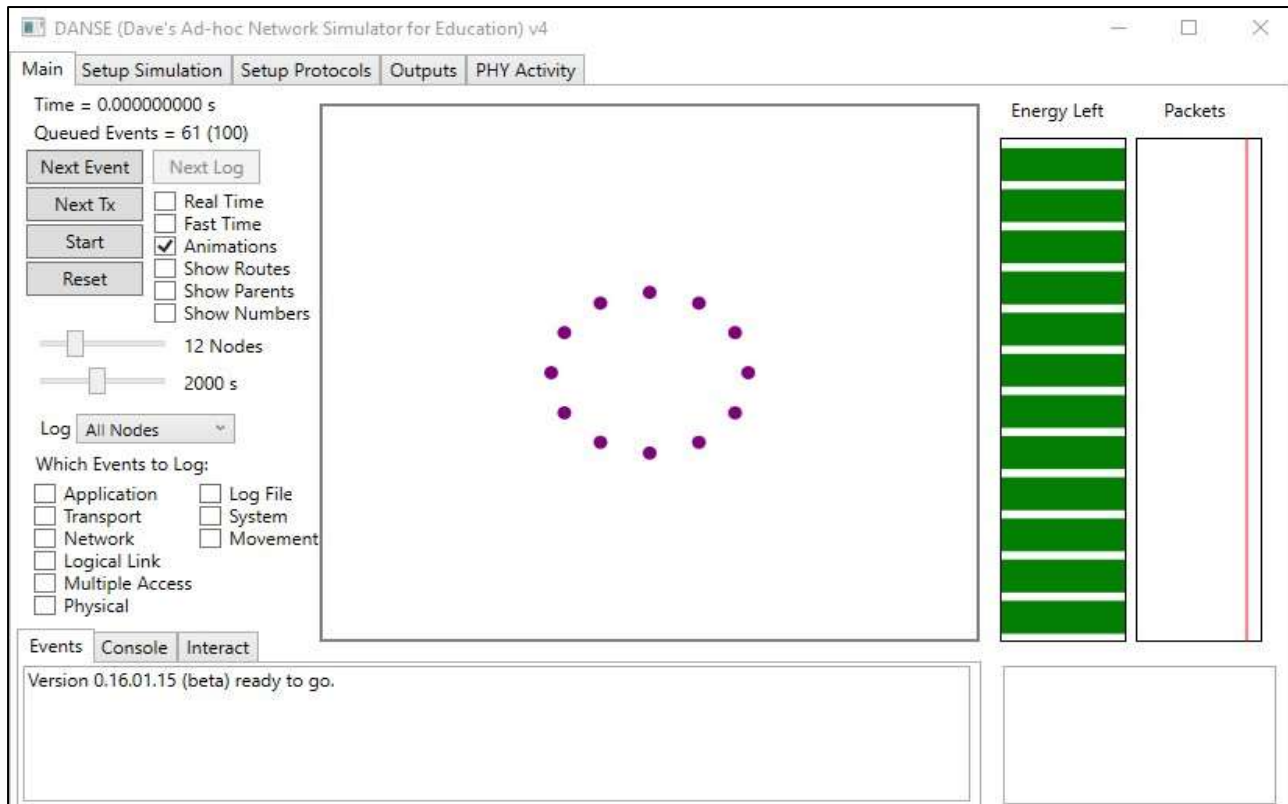 DANSE (Dave's Ad-hoc Network Simulator for Education) v4
Main Setup Simulation Setup Protocols Outputs PHY Activity
Time = 0.000000000 s
Queued Events = 61 (100)
Next Event Next Log
Next Tx
Start
Reset
Real Time
Fast Time
Animations
Show Routes
Show Parents
Show Numbers
12 Nodes
2000 s
Log All Nodes
Which Events to Log:
Application Log File
Transport System
Network Movement
Logical Link
Multiple Access
Physical
Energy Left Packets
Events Console Interact
Version 0.16.01.15 (beta) ready to go.